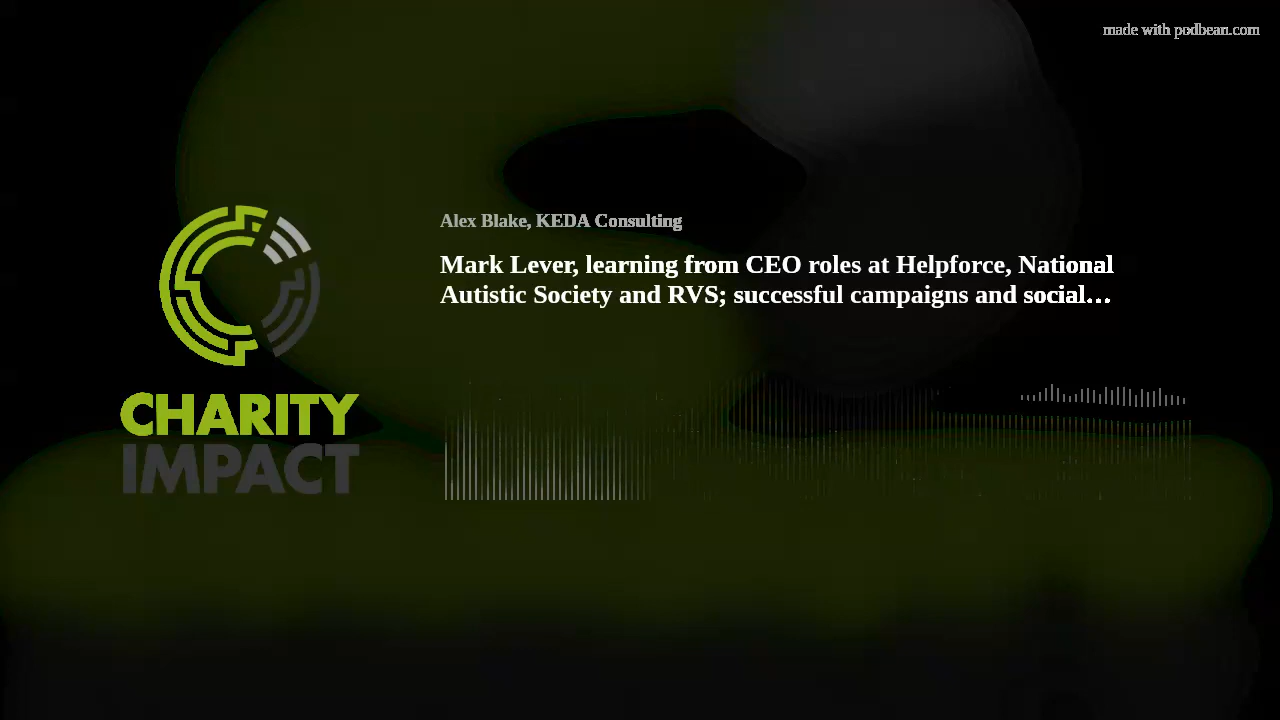 made with podbean.com
Alex Blake, KEDA Consulting
Mark Lever, learning from CEO roles at Helpforce, National
Autistic Society and RVS; successful campaigns and social…
CHARITY
IMPACT